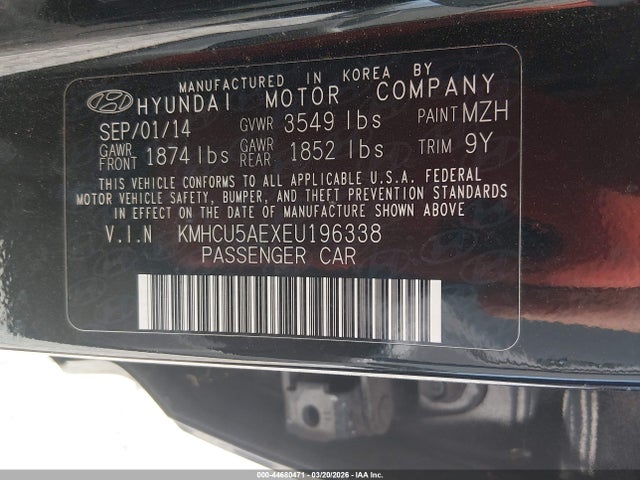 MANUFACTURED IN KOREA BY
HYUNDAI MOTOR COMPANY
SEP/01/14 GVWR 3549 lbs PAINT MZH
GAWR FRONT 1874 lbs GAWR REAR 1852 lbs TRIM 9Y
THIS VEHICLE CONFORMS TO ALL APPLICABLE U.S.A. FEDERAL
MOTOR VEHICLE SAFETY, BUMPER, AND THEFT PREVENTION STANDARDS
IN EFFECT ON THE DATE OF MANUFACTURE SHOWN ABOVE
V.I.N KMHCU5AEXEU196338
PASSENGER CAR
000-44680471 - 03/20/2026 - IAA Inc.